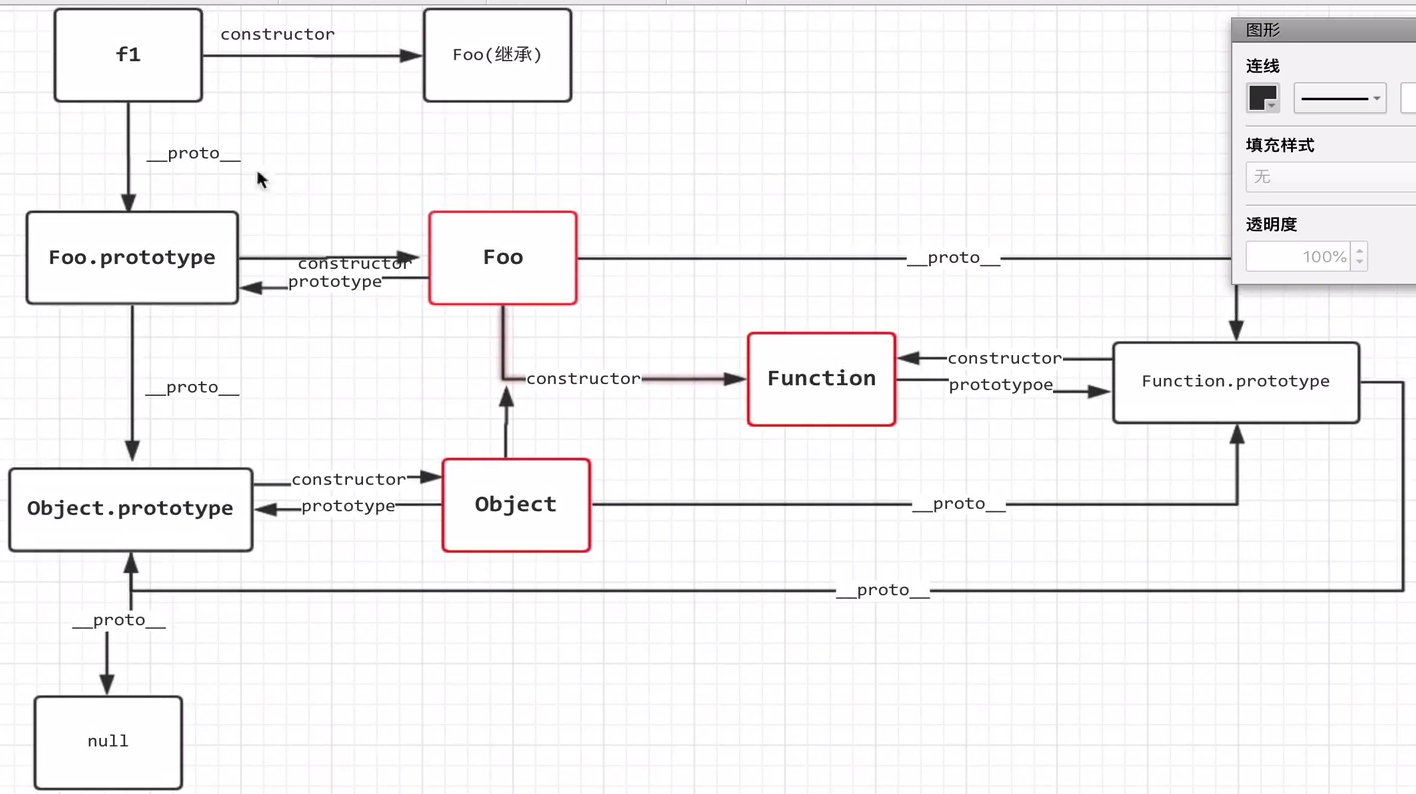 f1
constructor
Foo(继承)
图形
连线
__proto__
填充样式
无
Foo.prototype
constructor
prototype
Foo
__proto__
透明度
100%
__proto__
constructor
Function
constructor
prototypoe
Function.prototype
Object.prototype
constructor
prototype
Object
__proto__
__proto__
__proto__
null